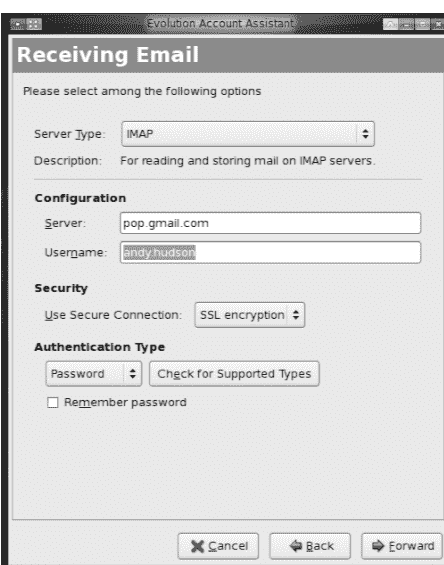 Evolution Account Assistant
Receiving Email
Please select among the following options
Server Type: IMAP
Description: For reading and storing mail on IMAP servers.
Configuration
Server: pop.gmail.com
Username: andy.hudson
Security
Use Secure Connection: SSL encryption
Authentication Type
Password Check for Supported Types
Remember password
Cancel Back Forward